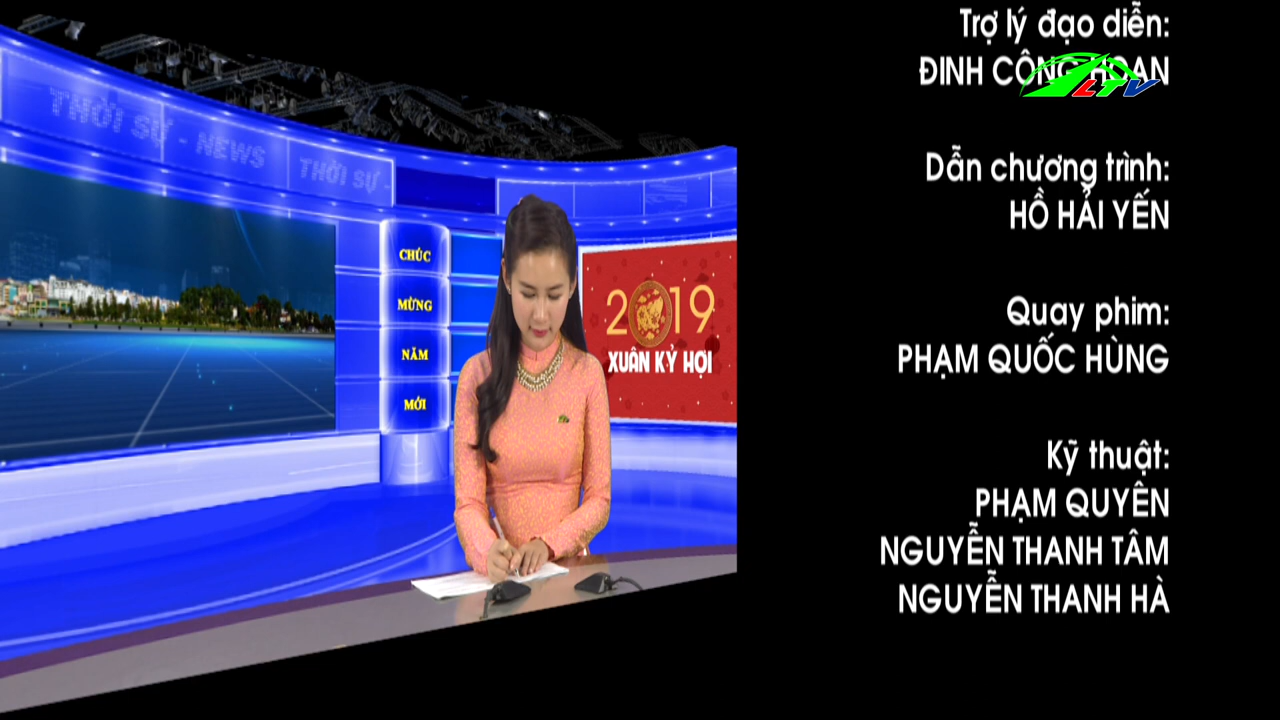 THỜI SỰ - NEWS
THỜI SỰ -
CHÚC
MỪNG
NĂM
MỚI
2019
XUÂN KỶ HỢI
Trợ lý đạo diễn:
ĐINH CÔNG HOAN
LTV
Dẫn chương trình:
HỒ HẢI YẾN
Quay phim:
PHẠM QUỐC HÙNG
Kỹ thuật:
PHẠM QUYÊN
NGUYỄN THANH TÂM
NGUYỄN THANH HÀ